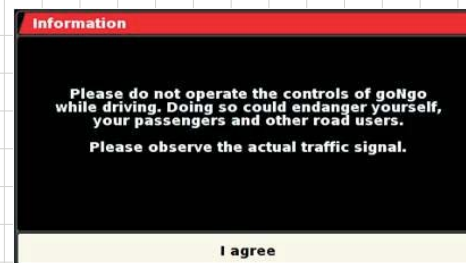 Information
Please do not operate the controls of goNgo
while driving. Doing so could endanger yourself,
your passengers and other road users.
Please observe the actual traffic signal.
I agree